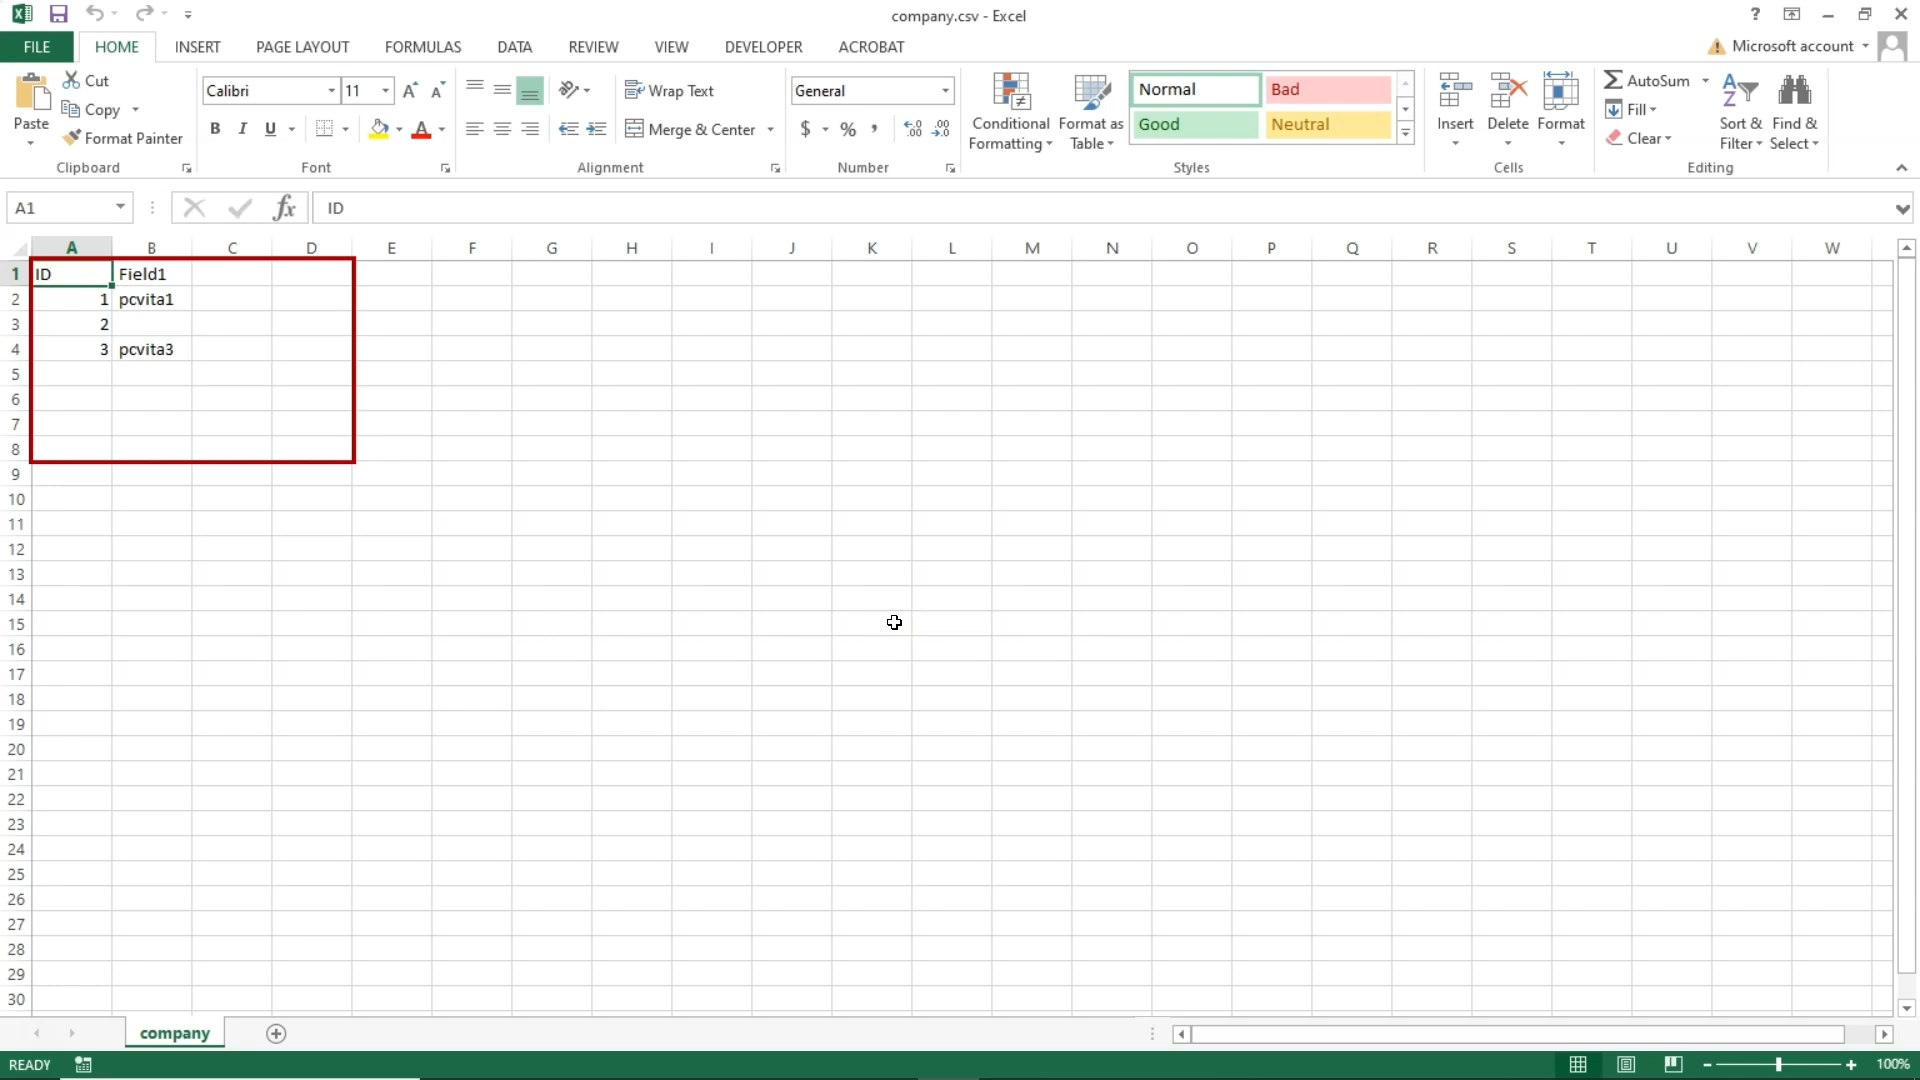 company.csv - Excel
?
FILE HOME INSERT PAGE LAYOUT FORMULAS DATA REVIEW VIEW DEVELOPER ACROBAT Microsoft account
Paste
Cut
Copy
Format Painter
Clipboard
Calibri 11
B I U A
Font
Wrap Text
Merge & Center
Alignment
General
$ % , .00 .00
Number
Conditional Formatting
Format as Table
Normal Bad
Good Neutral
Styles
Insert Delete Format
Cells
AutoSum
Fill
Clear
Sort & Filter
Find & Select
Editing
A1 fx ID
A B C D E F G H I J K L M N O P Q R S T U V W
1 ID Field1
2 1 pcvita1
3 2
4 3 pcvita3
5
6
7
8
9
10
11
12
13
14
15
16
17
18
19
20
21
22
23
24
25
26
27
28
29
30
company
READY 100%